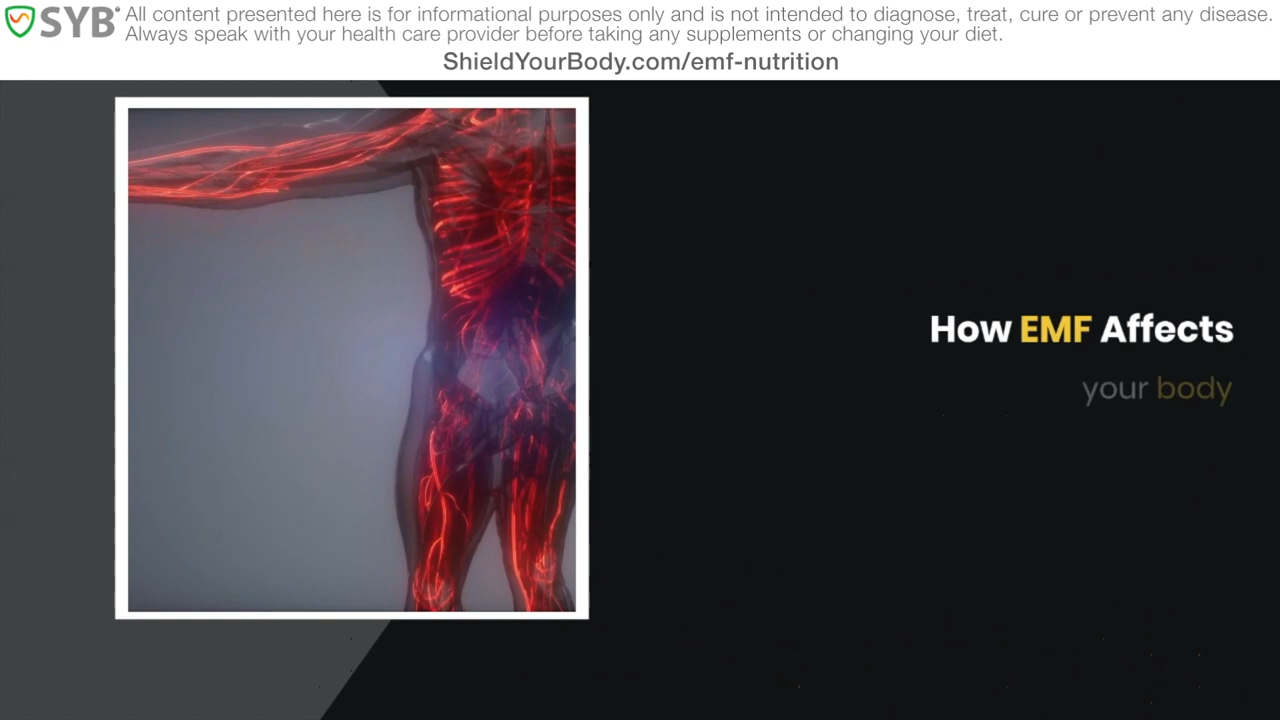 SYB® All content presented here is for informational purposes only and is not intended to diagnose, treat, cure or prevent any disease.
Always speak with your health care provider before taking any supplements or changing your diet.
ShieldYourBody.com/emf-nutrition
How EMF Affects
your body